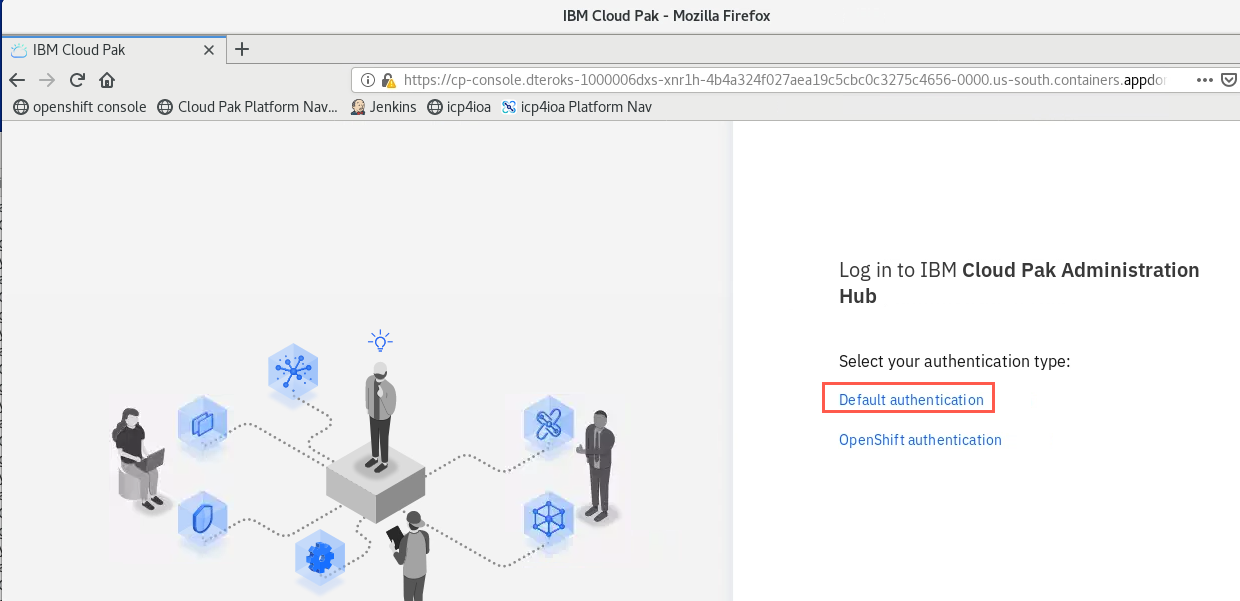 IBM Cloud Pak - Mozilla Firefox
IBM Cloud Pak
https://cp-console.dteroks-1000006dxs-xnr1h-4b4a324f027aea19c5cbc0c3275c4656-0000.us-south.containers.appdo
openshift console Cloud Pak Platform Nav... Jenkins icp4ioa icp4ioa Platform Nav
Log in to IBM Cloud Pak Administration
Hub
Select your authentication type:
Default authentication
OpenShift authentication